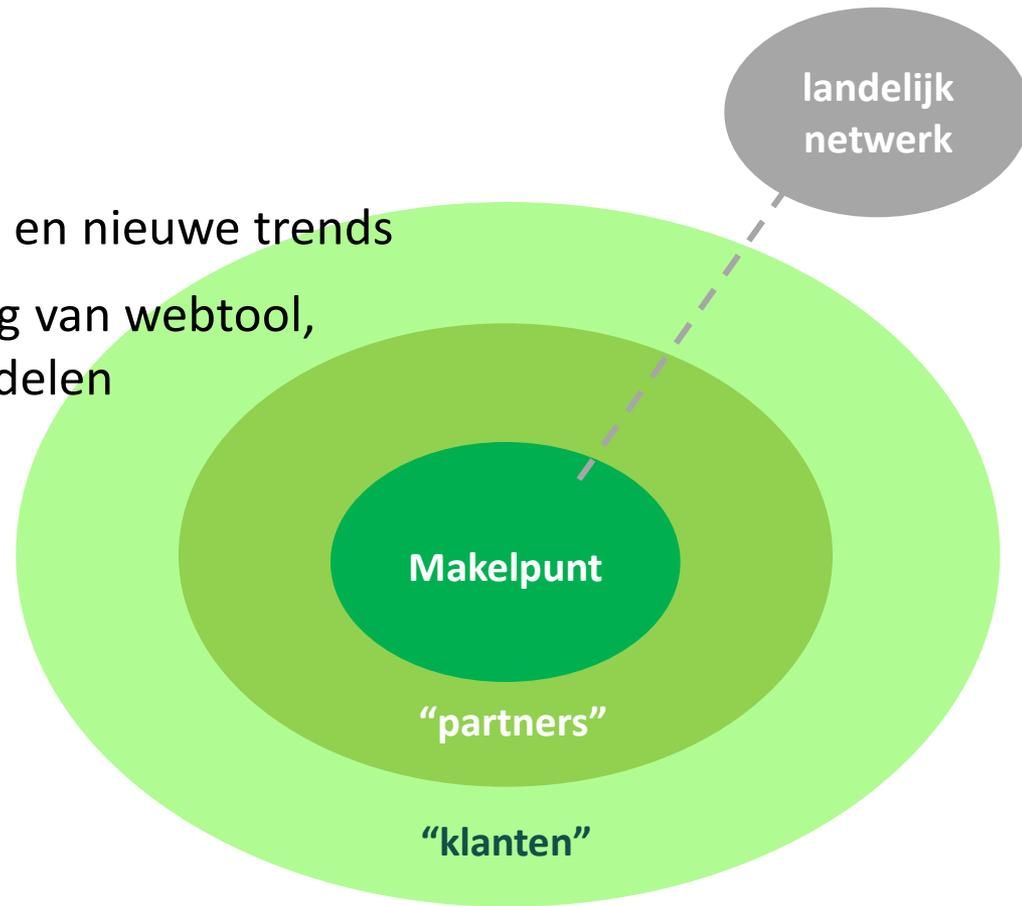 landelijk
netwerk
en nieuwe trends
g van webtool,
delen
Makelpunt
“partners”
“klanten”